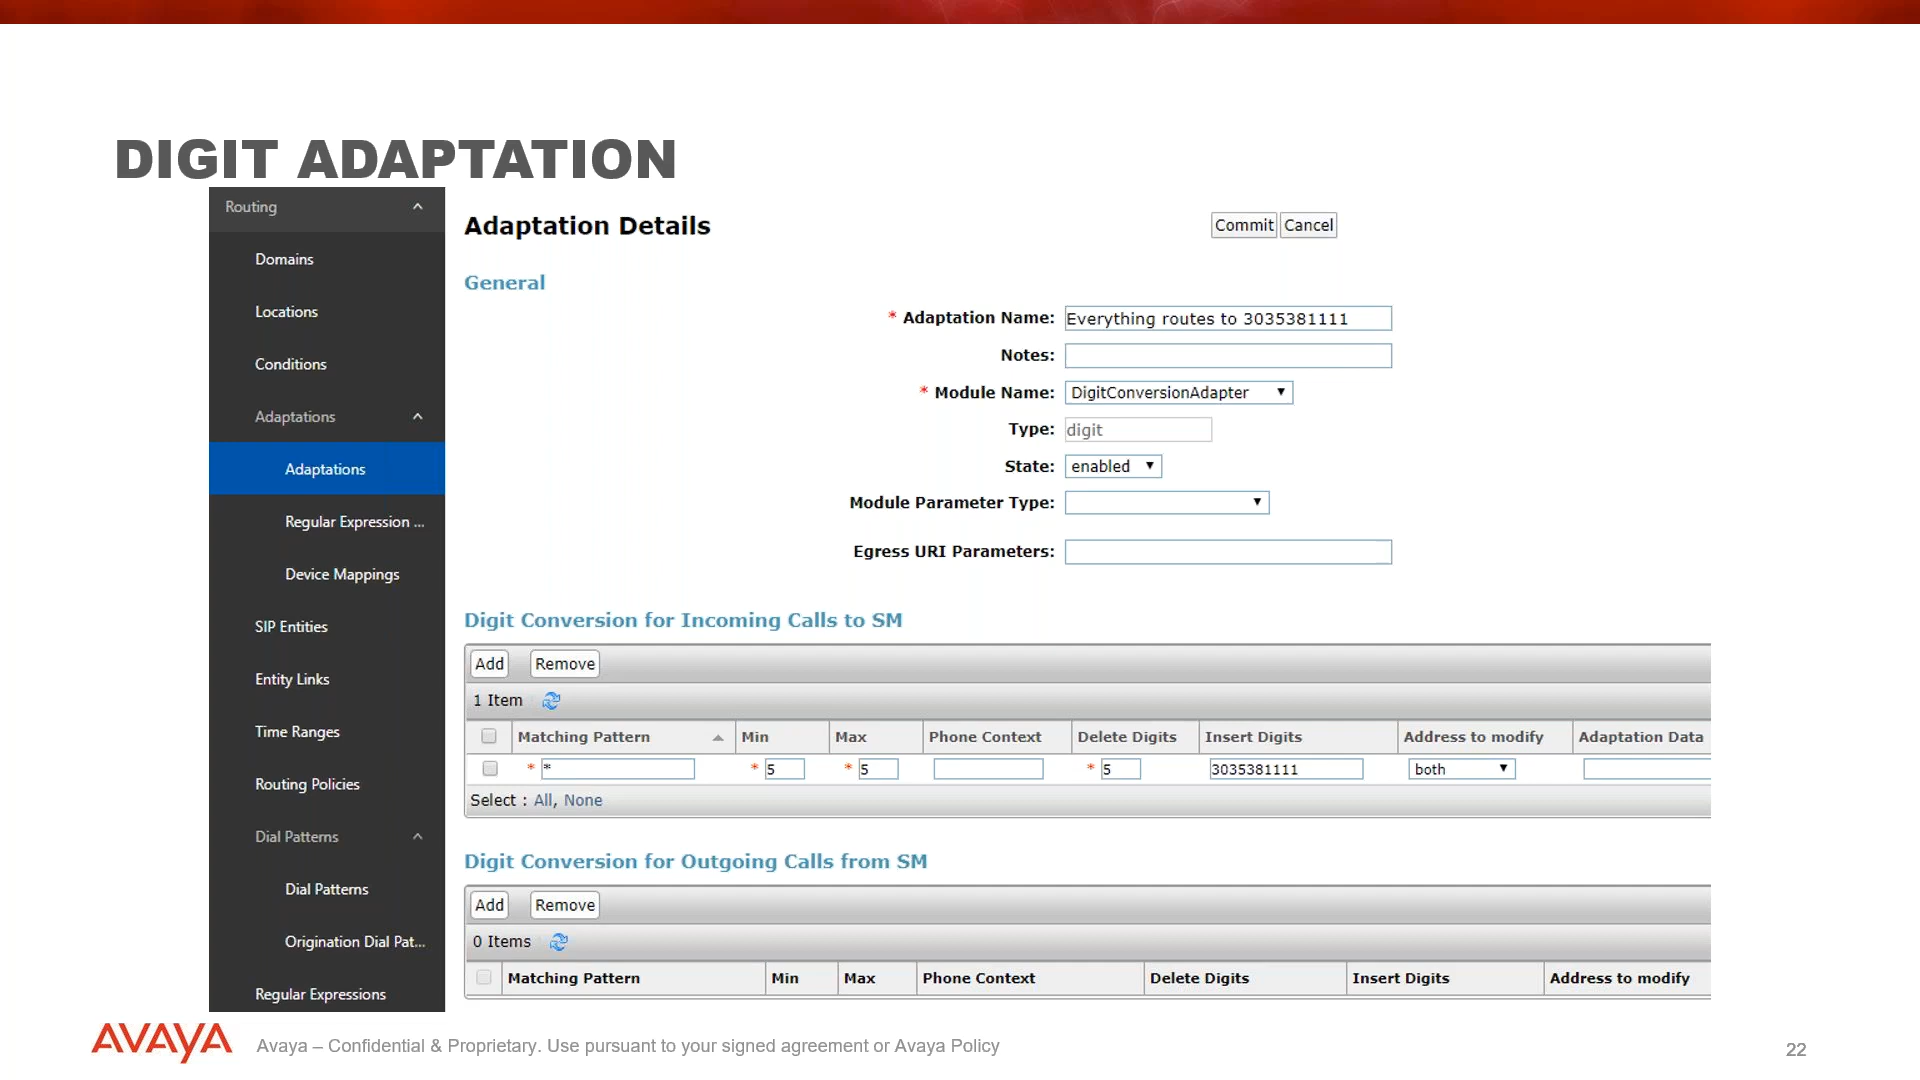 DIGIT ADAPTATION
Routing
Domains
Locations
Conditions
Adaptations
Adaptations
Regular Expression ...
Device Mappings
SIP Entities
Entity Links
Time Ranges
Routing Policies
Dial Patterns
Dial Patterns
Origination Dial Pat...
Regular Expressions
Adaptation Details
Commit Cancel
General
* Adaptation Name: Everything routes to 3035381111
Notes:
* Module Name: DigitConversionAdapter
Type: digit
State: enabled
Module Parameter Type:
Egress URI Parameters:
Digit Conversion for Incoming Calls to SM
Add Remove
1 Item
Matching Pattern Min Max Phone Context Delete Digits Insert Digits Address to modify Adaptation Data
* * * 5 * 5 * 5 3035381111 both
Select : All, None
Digit Conversion for Outgoing Calls from SM
Add Remove
0 Items
Matching Pattern Min Max Phone Context Delete Digits Insert Digits Address to modify
AVAYA Avaya – Confidential & Proprietary. Use pursuant to your signed agreement or Avaya Policy 22